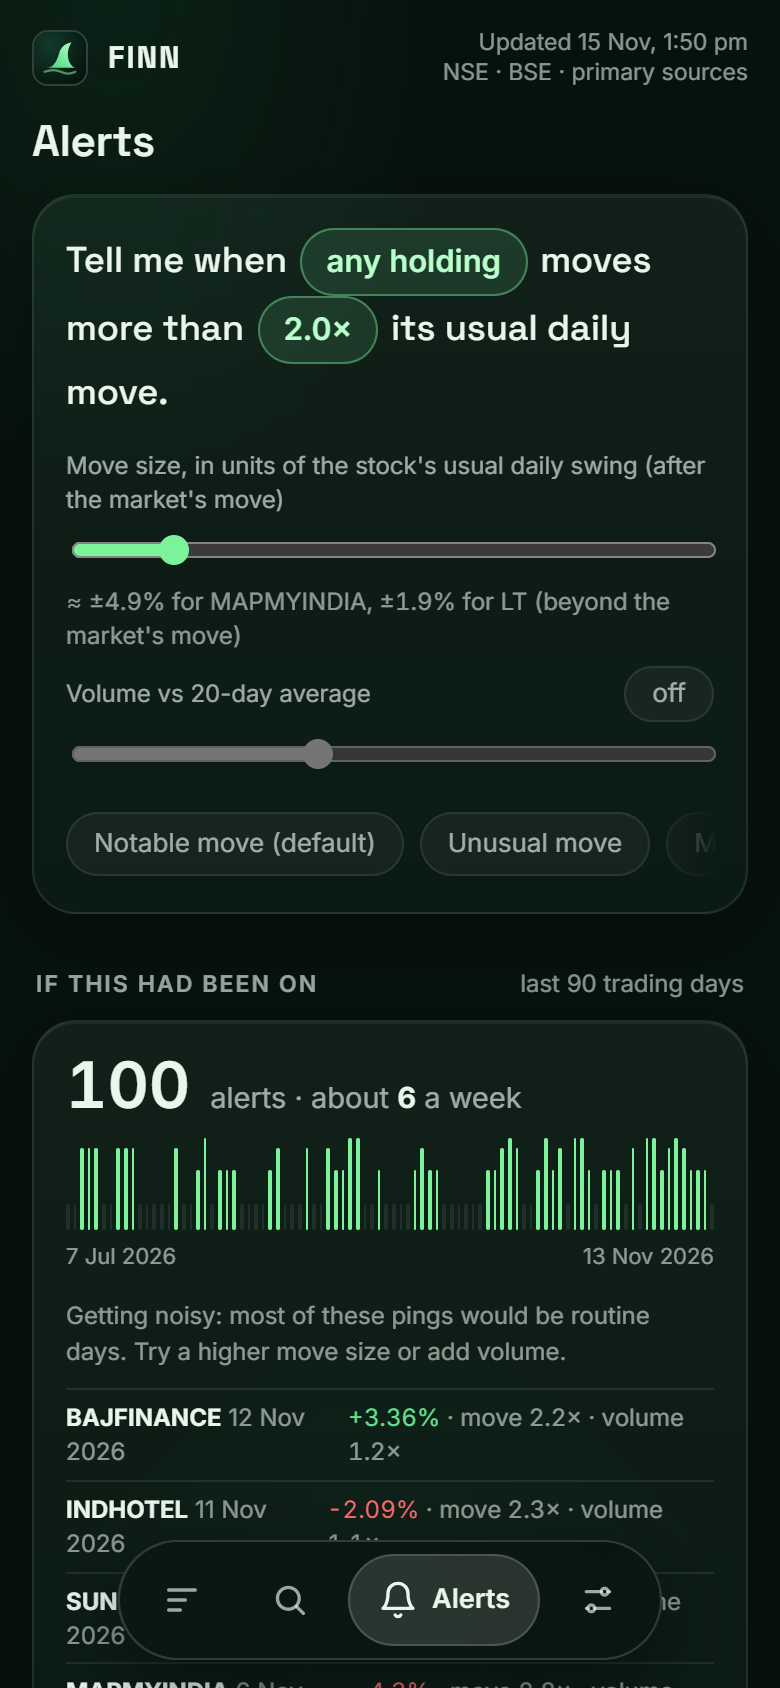 FINN
Updated 15 Nov, 1:50 pm
NSE · BSE · primary sources
Alerts
Tell me when any holding moves
more than 2.0× its usual daily
move.
Move size, in units of the stock's usual daily swing (after
the market's move)
≈ ±4.9% for MAPMYINDIA, ±1.9% for LT (beyond the
market's move)
Volume vs 20-day average off
Notable move (default) Unusual move M
IF THIS HAD BEEN ON last 90 trading days
100 alerts · about 6 a week
7 Jul 2026 13 Nov 2026
Getting noisy: most of these pings would be routine
days. Try a higher move size or add volume.
BAJFINANCE 12 Nov +3.36% · move 2.2× · volume
2026 1.2×
INDHOTEL 11 Nov -2.09% · move 2.3× · volume
2026
SUN
2026
Alerts
MAPMYINDIA 6 Nov